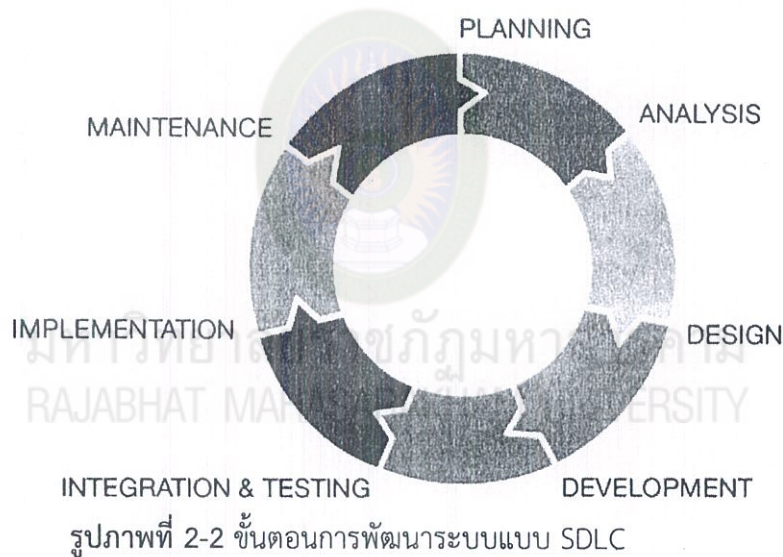 PLANNING
ANALYSIS
MAINTENANCE
DESIGN
IMPLEMENTATION
DEVELOPMENT
INTEGRATION & TESTING
RAJABHAT
รูปภาพที่ 2-2 ขั้นตอนการพัฒนาระบบแบบ SDLC